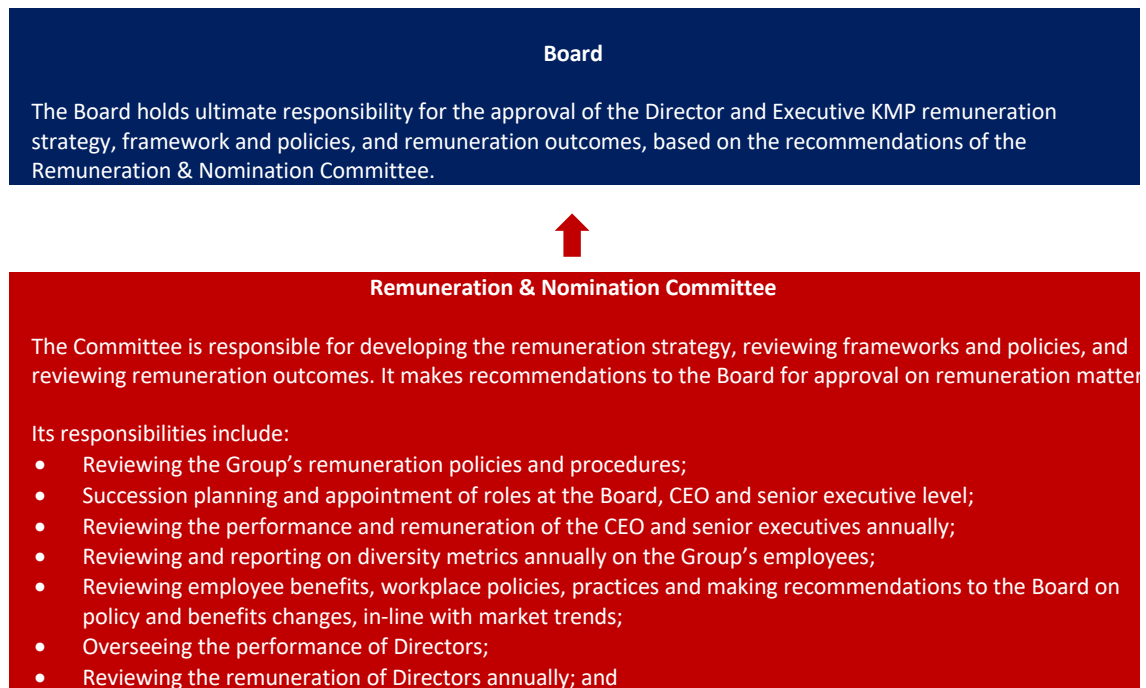 Board
The Board holds ultimate responsibility for the approval of the Director and Executive KMP remuneration
strategy, framework and policies, and remuneration outcomes, based on the recommendations of the
Remuneration & Nomination Committee.
Remuneration & Nomination Committee
The Committee is responsible for developing the remuneration strategy, reviewing frameworks and policies, and
reviewing remuneration outcomes. It makes recommendations to the Board for approval on remuneration matter
Its responsibilities include:
• Reviewing the Group’s remuneration policies and procedures;
• Succession planning and appointment of roles at the Board, CEO and senior executive level;
• Reviewing the performance and remuneration of the CEO and senior executives annually;
• Reviewing and reporting on diversity metrics annually on the Group’s employees;
• Reviewing employee benefits, workplace policies, practices and making recommendations to the Board on
policy and benefits changes, in-line with market trends;
• Overseeing the performance of Directors;
• Reviewing the remuneration of Directors annually; and